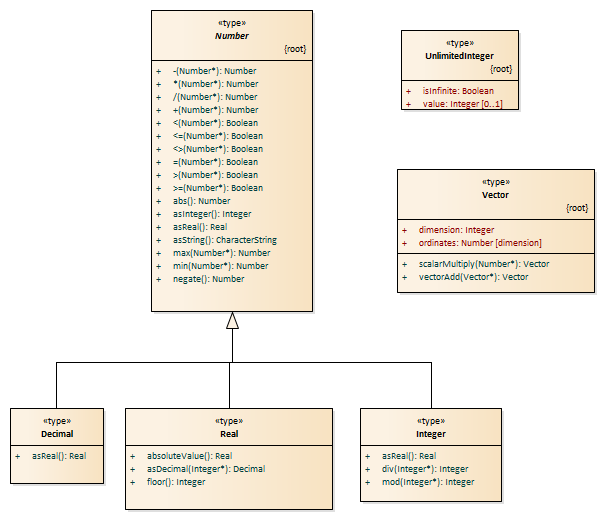 «type»
Number
{root}
+ -(Number*): Number
+ *(Number*): Number
+ /(Number*): Number
+ +(Number*): Number
+ <(Number*): Boolean
+ <=(Number*): Boolean
+ <>(Number*): Boolean
+ =(Number*): Boolean
+ >(Number*): Boolean
+ >=(Number*): Boolean
+ abs(): Number
+ asInteger(): Integer
+ asReal(): Real
+ asString(): CharacterString
+ max(Number*): Number
+ min(Number*): Number
+ negate(): Number
«type»
UnlimitedInteger
{root}
+ isInfinite: Boolean
+ value: Integer [0..1]
«type»
Vector
{root}
+ dimension: Integer
+ ordinates: Number [dimension]
+ scalarMultiply(Number*): Vector
+ vectorAdd(Vector*): Vector
«type»
Decimal
+ asReal(): Real
«type»
Real
+ absoluteValue(): Real
+ asDecimal(Integer*): Decimal
+ floor(): Integer
«type»
Integer
+ asReal(): Real
+ div(Integer*): Integer
+ mod(Integer*): Integer